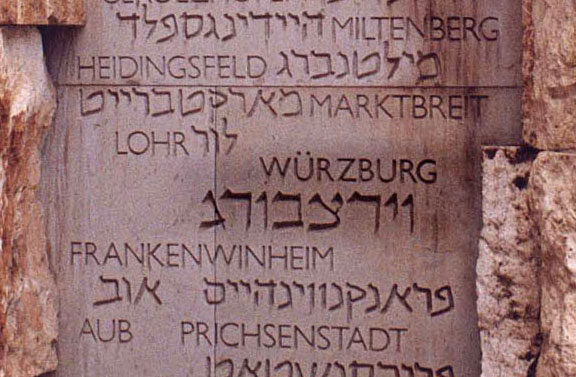 היידינגספלד MILTENBERG
HEIDINGSFELD מילטנברג
מארקטברייט MARKTBREIT
LOHR לור
WÜRZBURG
וירצבורג
FRANKENWINHEIM
פראנקנווינהיים אוב
AUB PRICHSENSTADT